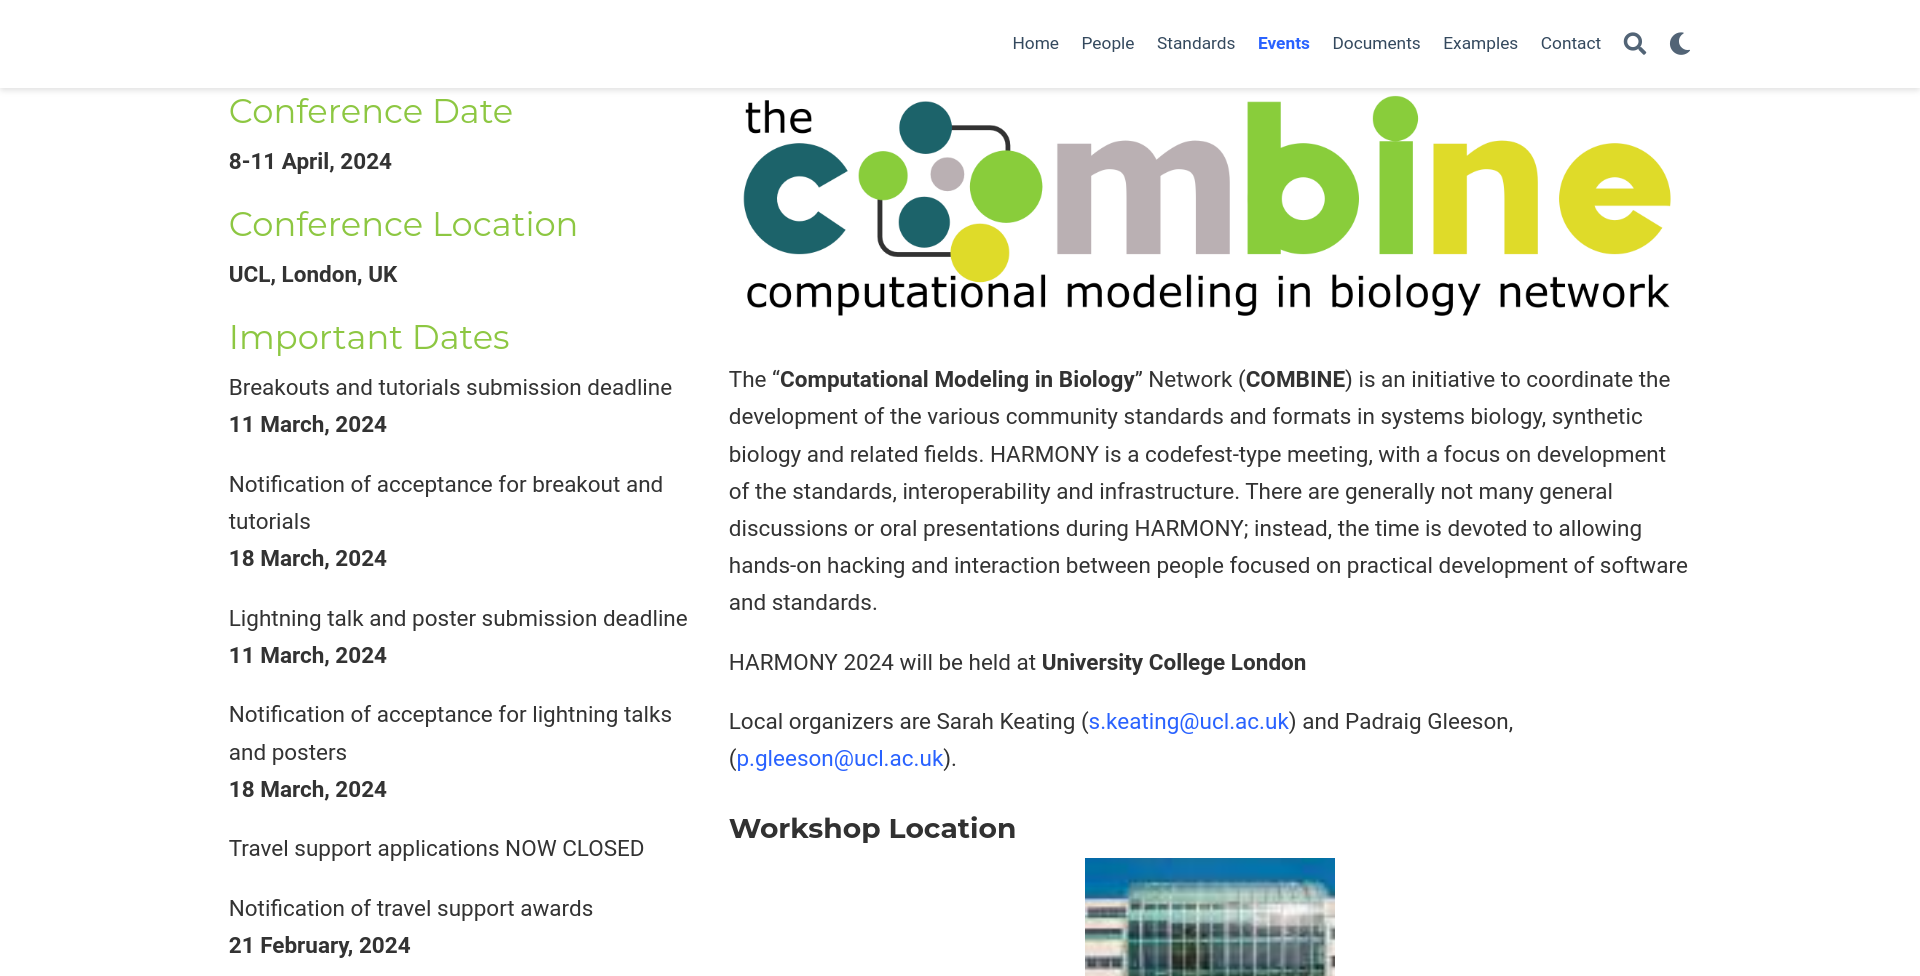 Home People Standards Events Documents Examples Contact
Conference Date
8-11 April, 2024
Conference Location
UCL, London, UK
Important Dates
Breakouts and tutorials submission deadline
11 March, 2024
Notification of acceptance for breakout and
tutorials
18 March, 2024
Lightning talk and poster submission deadline
11 March, 2024
Notification of acceptance for lightning talks
and posters
18 March, 2024
Travel support applications NOW CLOSED
Notification of travel support awards
21 February, 2024
the
combine
computational modeling in biology network
The “Computational Modeling in Biology” Network (COMBINE) is an initiative to coordinate the
development of the various community standards and formats in systems biology, synthetic
biology and related fields. HARMONY is a codefest-type meeting, with a focus on development
of the standards, interoperability and infrastructure. There are generally not many general
discussions or oral presentations during HARMONY; instead, the time is devoted to allowing
hands-on hacking and interaction between people focused on practical development of software
and standards.
HARMONY 2024 will be held at University College London
Local organizers are Sarah Keating (s.keating@ucl.ac.uk) and Padraig Gleeson,
(p.gleeson@ucl.ac.uk).
Workshop Location